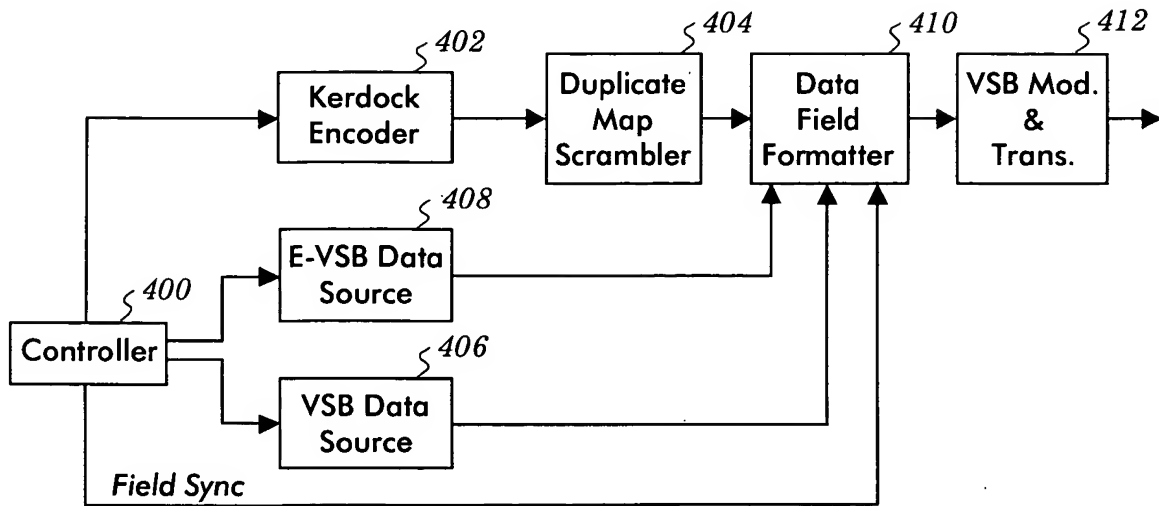 402
Kerdock
Encoder
404
Duplicate
Map
Scrambler
410
Data
Field
Formatter
412
VSB Mod.
&
Trans.
408
E-VSB Data
Source
400
Controller
406
VSB Data
Source
Field Sync